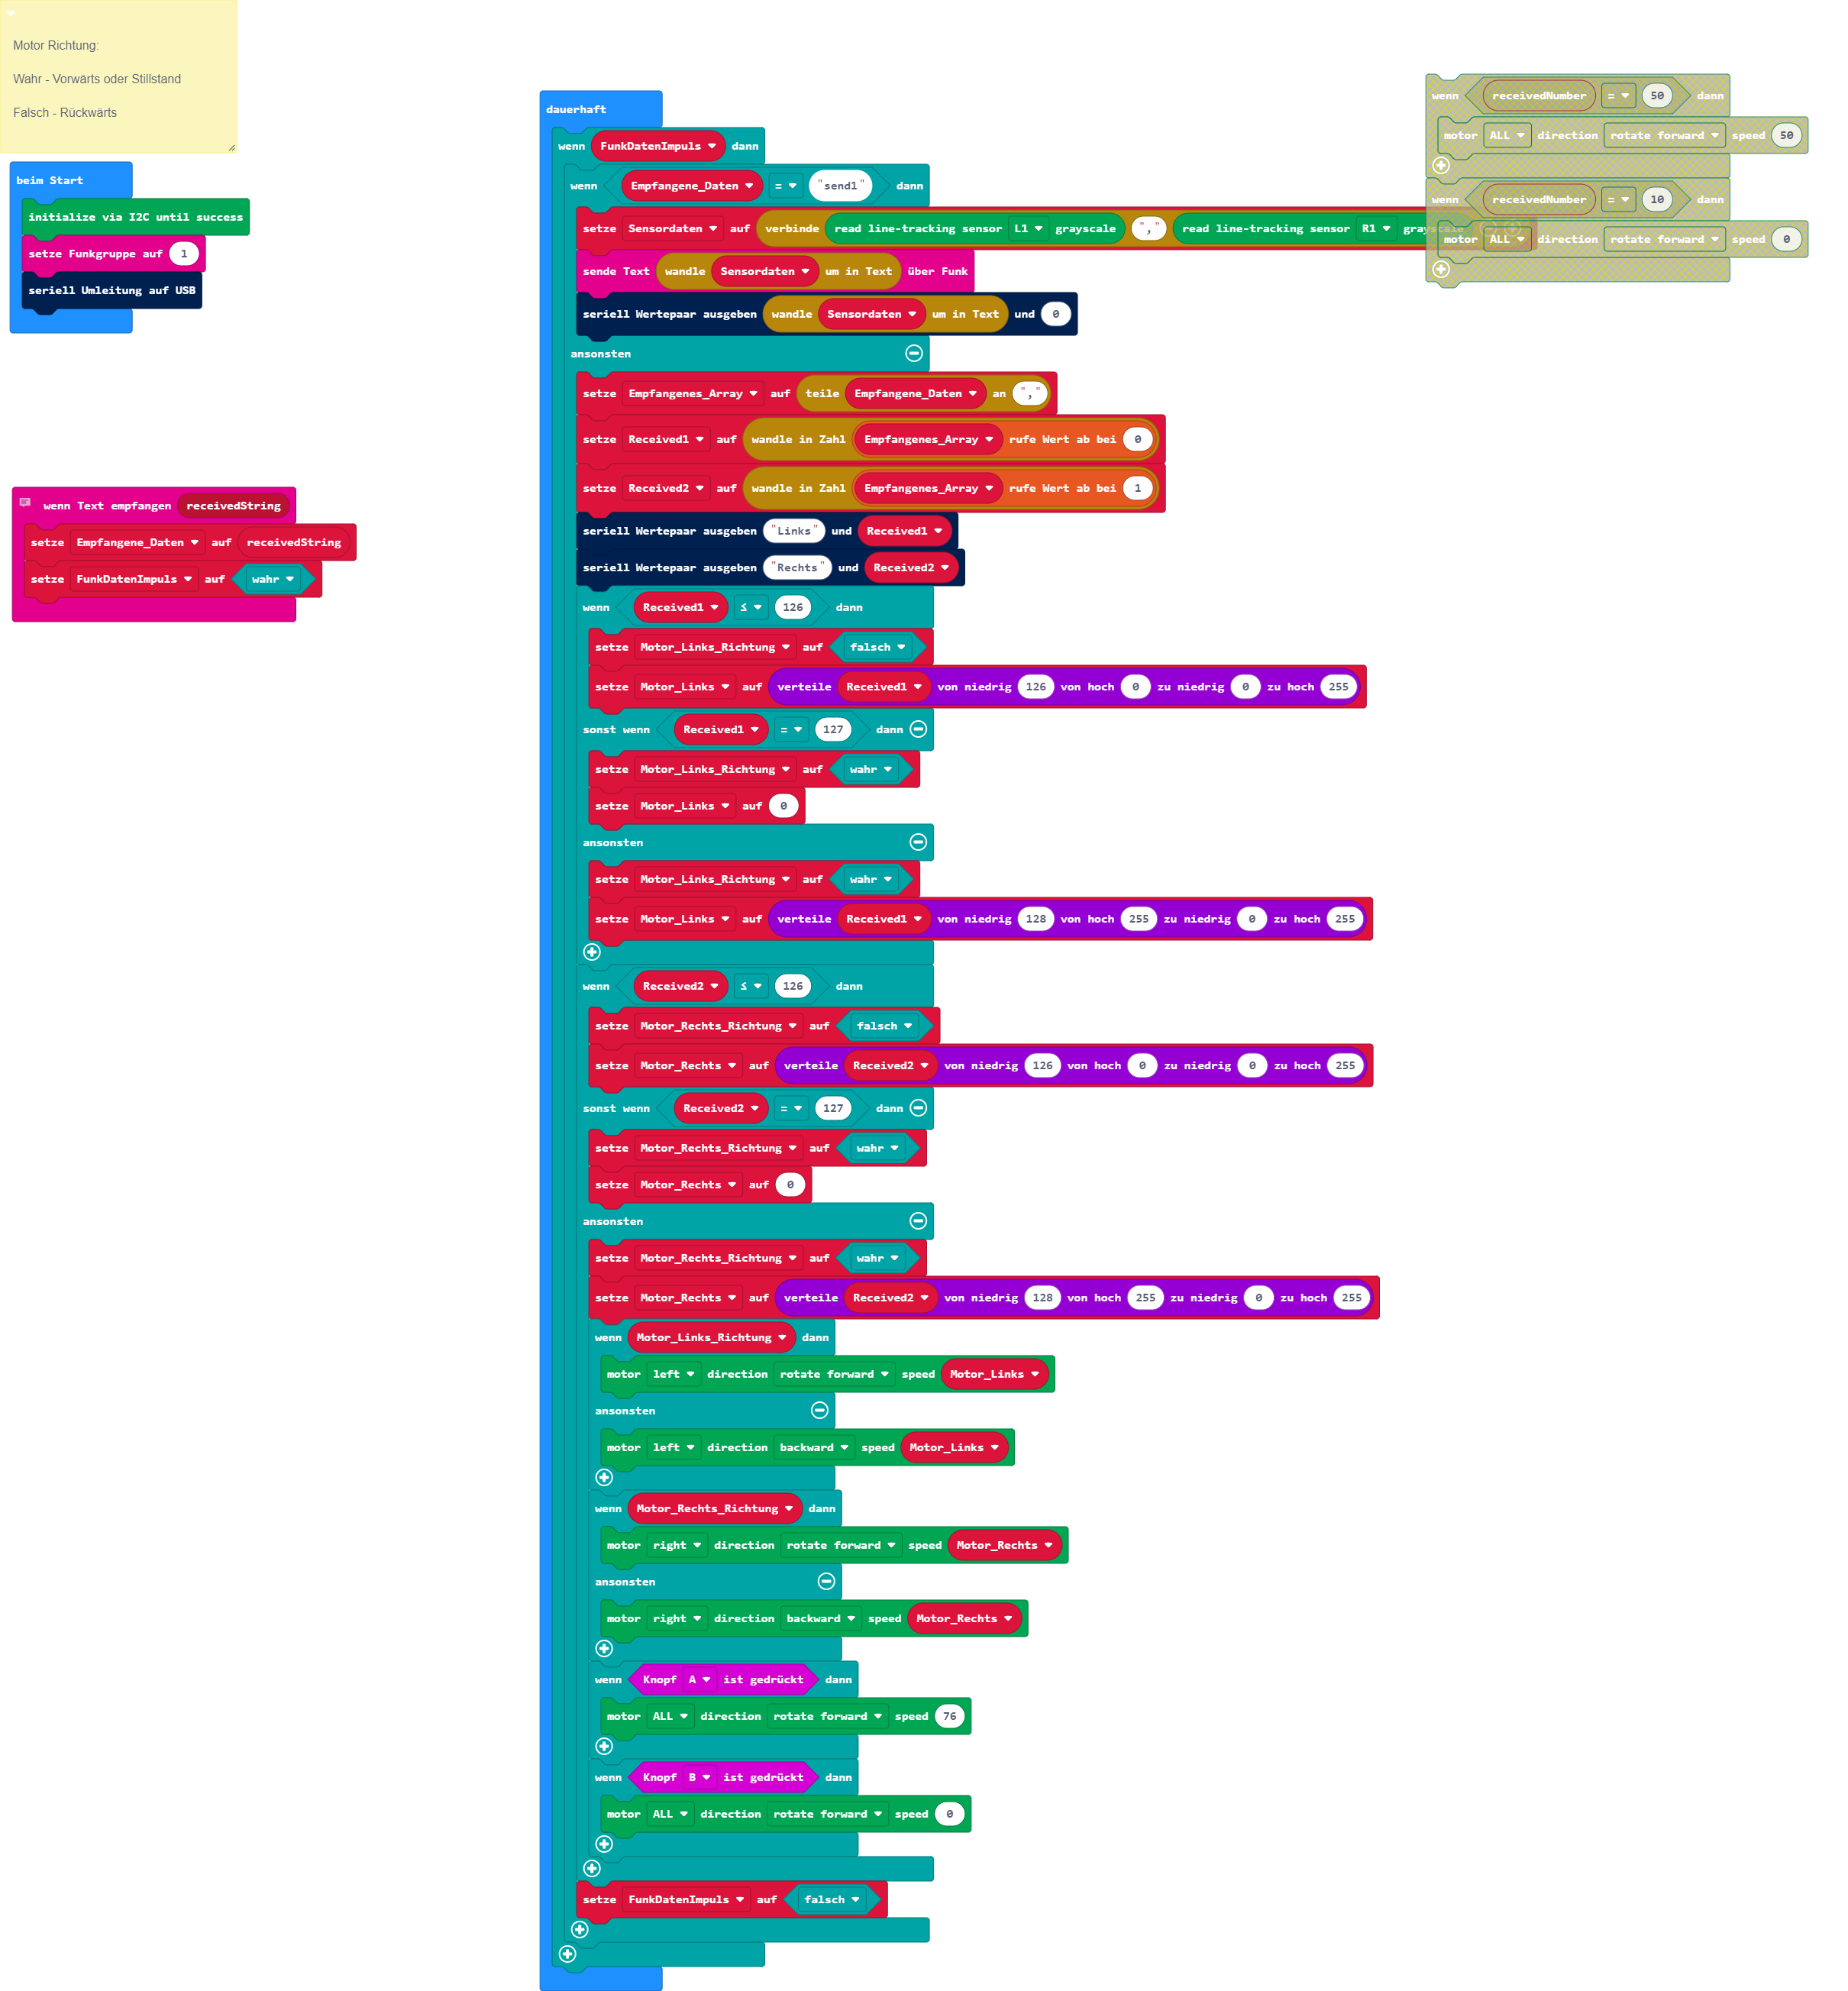 Motor Richtung:
Wahr - Vorwärts oder Stillstand
Falsch - Rückwärts
beim Start
initialize via I2C until success
setze Funkgruppe auf 1
seriell Umleitung auf USB
wenn Text empfangen receivedString
setze Empfangene_Daten auf receivedString
setze FunkDatenImpuls auf wahr
dauerhaft
wenn FunkDatenImpuls dann
wenn Empfangene_Daten = "send1" dann
setze Sensordaten auf verbinde read line-tracking sensor L1 grayscale "," read line-tracking sensor R1
sende Text wandle Sensordaten um in Text über Funk
seriell Wertepaar ausgeben wandle Sensordaten um in Text und 0
ansonsten
setze Empfangenes_Array auf teile Empfangene_Daten an ","
setze Received1 auf wandle in Zahl Empfangenes_Array rufe Wert ab bei 0
setze Received2 auf wandle in Zahl Empfangenes_Array rufe Wert ab bei 1
seriell Wertepaar ausgeben "Links" und Received1
seriell Wertepaar ausgeben "Rechts" und Received2
wenn Received1 ≤ 126 dann
setze Motor_Links_Richtung auf falsch
setze Motor_Links auf verteile Received1 von niedrig 126 von hoch 0 zu niedrig 0 zu hoch 255
sonst wenn Received1 = 127 dann
setze Motor_Links_Richtung auf wahr
setze Motor_Links auf 0
ansonsten
setze Motor_Links_Richtung auf wahr
setze Motor_Links auf verteile Received1 von niedrig 128 von hoch 255 zu niedrig 0 zu hoch 255
wenn Received2 ≤ 126 dann
setze Motor_Rechts_Richtung auf falsch
setze Motor_Rechts auf verteile Received2 von niedrig 126 von hoch 0 zu niedrig 0 zu hoch 255
sonst wenn Received2 = 127 dann
setze Motor_Rechts_Richtung auf wahr
setze Motor_Rechts auf 0
ansonsten
setze Motor_Rechts_Richtung auf wahr
setze Motor_Rechts auf verteile Received2 von niedrig 128 von hoch 255 zu niedrig 0 zu hoch 255
wenn Motor_Links_Richtung dann
motor left direction rotate forward speed Motor_Links
ansonsten
motor left direction backward speed Motor_Links
wenn Motor_Rechts_Richtung dann
motor right direction rotate forward speed Motor_Rechts
ansonsten
motor right direction backward speed Motor_Rechts
wenn Knopf A ist gedrückt dann
motor ALL direction rotate forward speed 76
wenn Knopf B ist gedrückt dann
motor ALL direction rotate forward speed 0
setze FunkDatenImpuls auf falsch
wenn receivedNumber = 50 dann
motor ALL direction rotate forward speed 50
wenn receivedNumber = 10 dann
motor ALL direction rotate forward speed 0